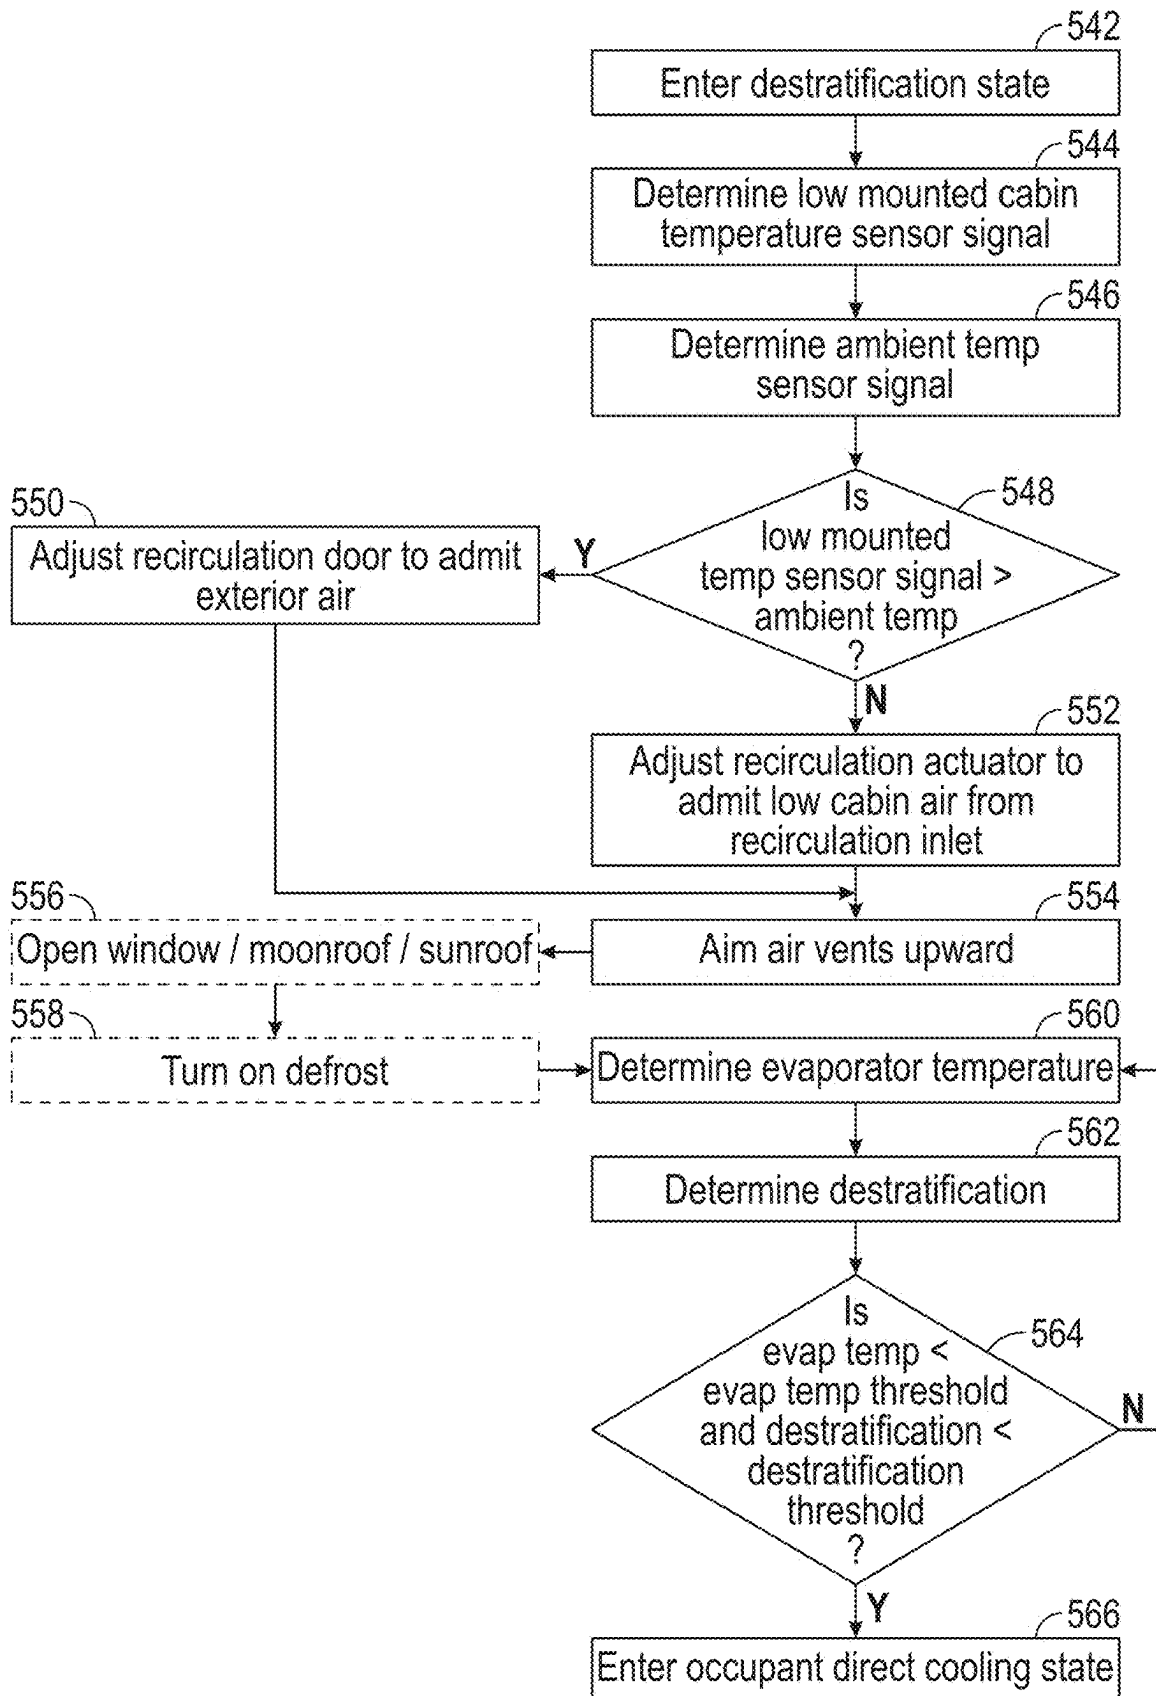 542
Enter destratification state
544
Determine low mounted cabin
temperature sensor signal
546
Determine ambient temp
sensor signal
548
Is
low mounted
temp sensor signal >
ambient temp
?
Y
550
Adjust recirculation door to admit
exterior air
N
552
Adjust recirculation actuator to
admit low cabin air from
recirculation inlet
554
Aim air vents upward
556
Open window / moonroof / sunroof
558
Turn on defrost
560
Determine evaporator temperature
562
Determine destratification
564
Is
evap temp <
evap temp threshold
and destratification <
destratification
threshold
?
N
Y
566
Enter occupant direct cooling state